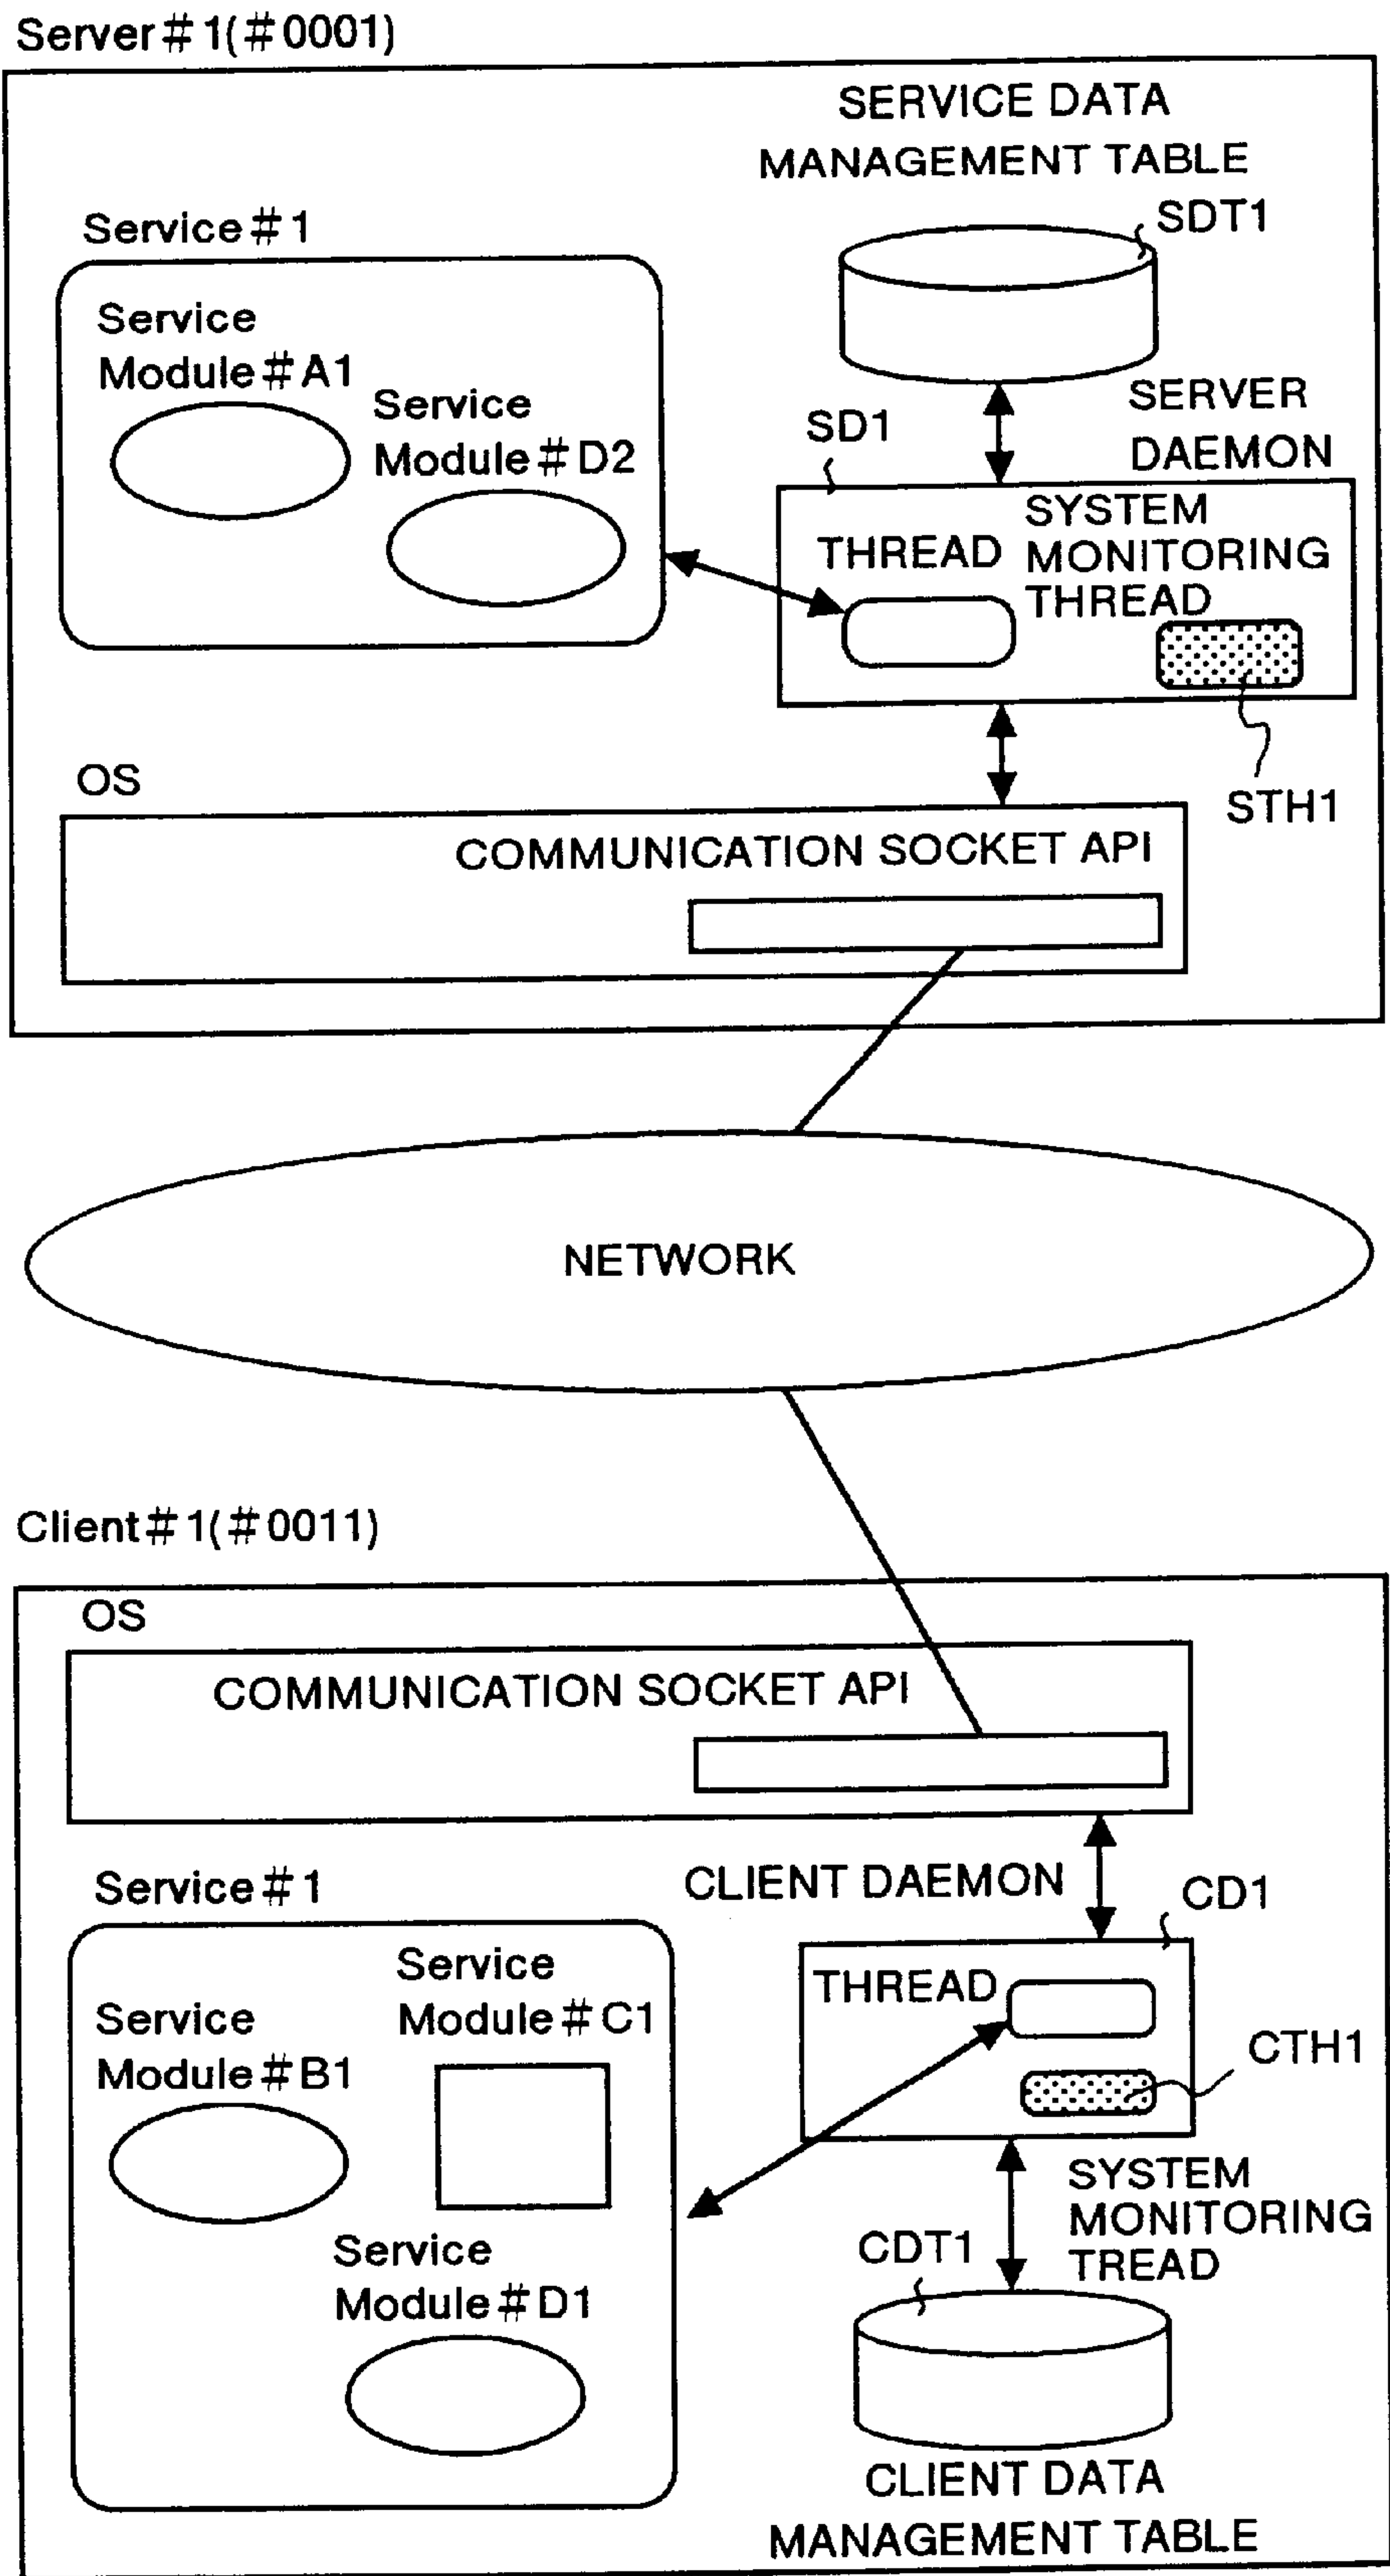 Server#1(#0001)
SERVICE DATA
MANAGEMENT TABLE
SDT1
Service#1
Service
Module#A1
Service
Module#D2
SD1
SERVER
DAEMON
THREAD
SYSTEM
MONITORING
THREAD
STH1
OS
COMMUNICATION SOCKET API
NETWORK
Client#1(#0011)
OS
COMMUNICATION SOCKET API
Service#1
CLIENT DAEMON
CD1
Service
Module#C1
Service
Module#B1
THREAD
CTH1
Service
Module#D1
SYSTEM
MONITORING
TREAD
CDT1
CLIENT DATA
MANAGEMENT TABLE